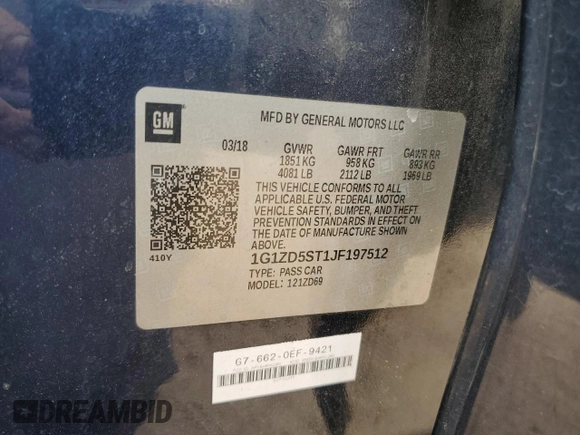 GM
MFD BY GENERAL MOTORS LLC
03/18 GVWR GAWR FRT GAWR RR
1851 KG 958 KG 893 KG
4081 LB 2112 LB 1969 LB
THIS VEHICLE CONFORMS TO ALL
APPLICABLE U.S. FEDERAL MOTOR
VEHICLE SAFETY, BUMPER, AND THEFT
PREVENTION STANDARDS IN EFFECT
ON THE DATE OF MANUFACTURE SHOWN
ABOVE.
410Y
1G1ZD5ST1JF197512
TYPE: PASS CAR
MODEL: 121ZD69
G7-662-0EF-9421
DREAMBID